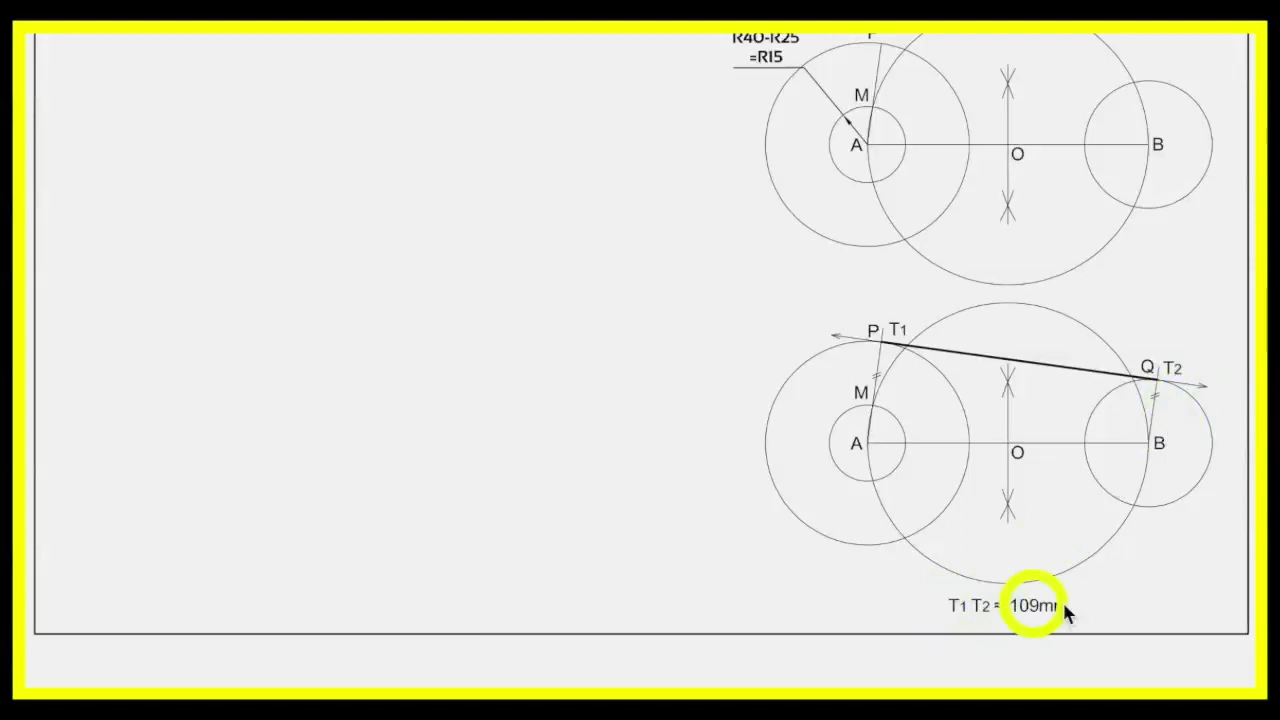 R40-R25
=R15
M
A
O
B
P T1
Q T2
M
A
O
B
T1 T2 = 109m